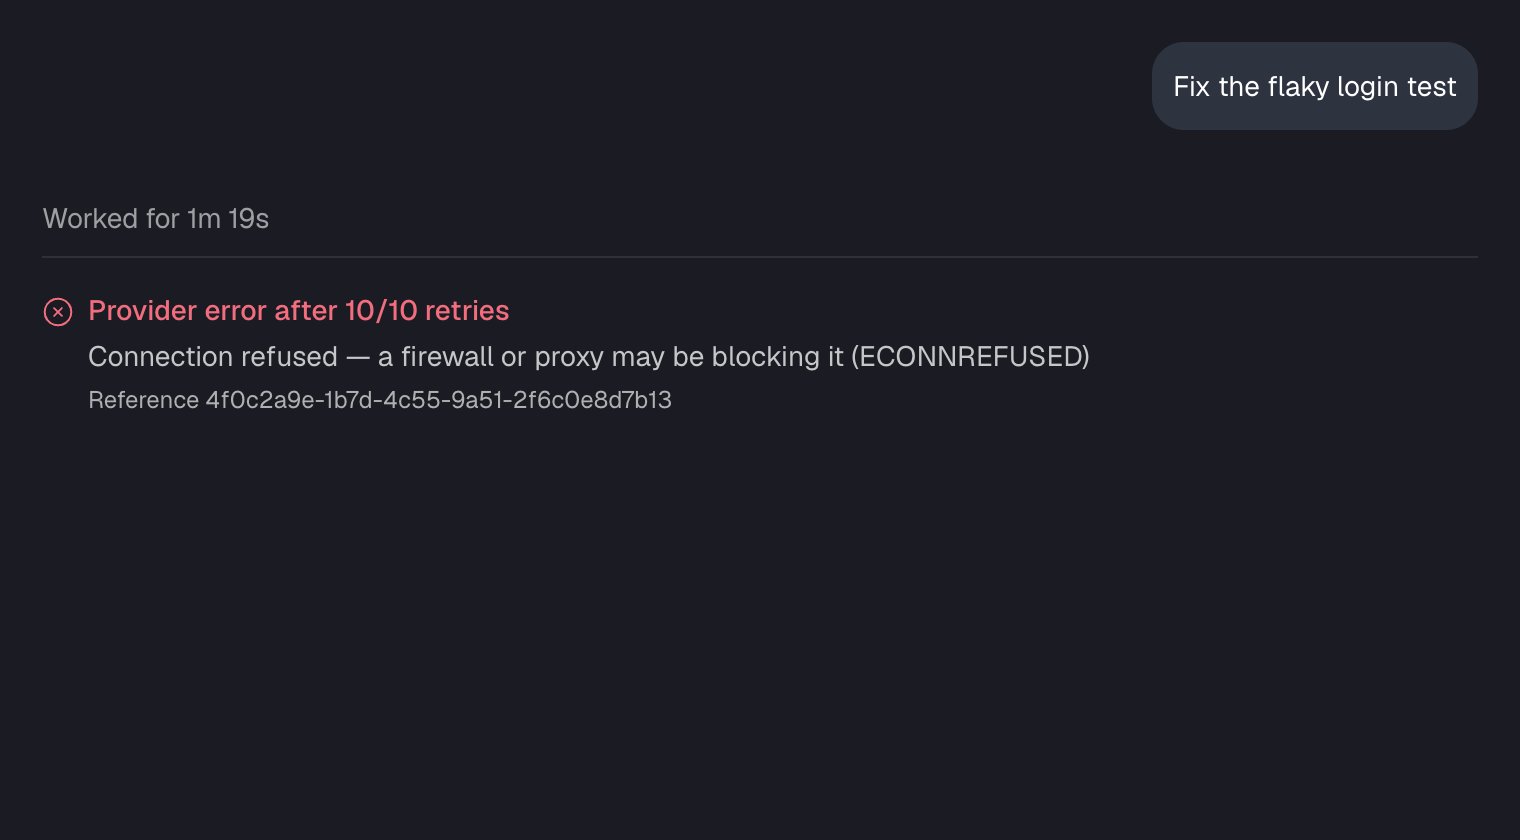 Fix the flaky login test
Worked for 1m 19s
Provider error after 10/10 retries
Connection refused — a firewall or proxy may be blocking it (ECONNREFUSED)
Reference 4f0c2a9e-1b7d-4c55-9a51-2f6c0e8d7b13